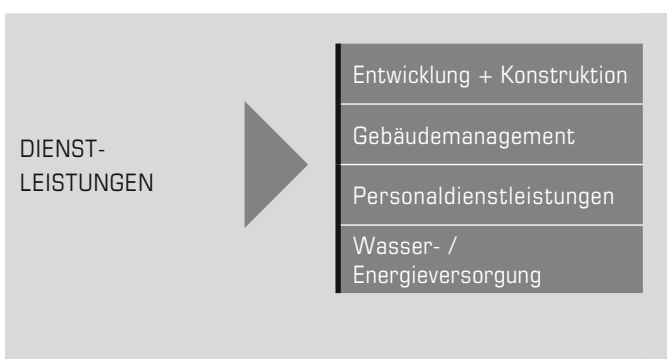 DIENST-
LEISTUNGEN
Entwicklung + Konstruktion
Gebäudemanagement
Personaldienstleistungen
Wasser- /
Energieversorgung